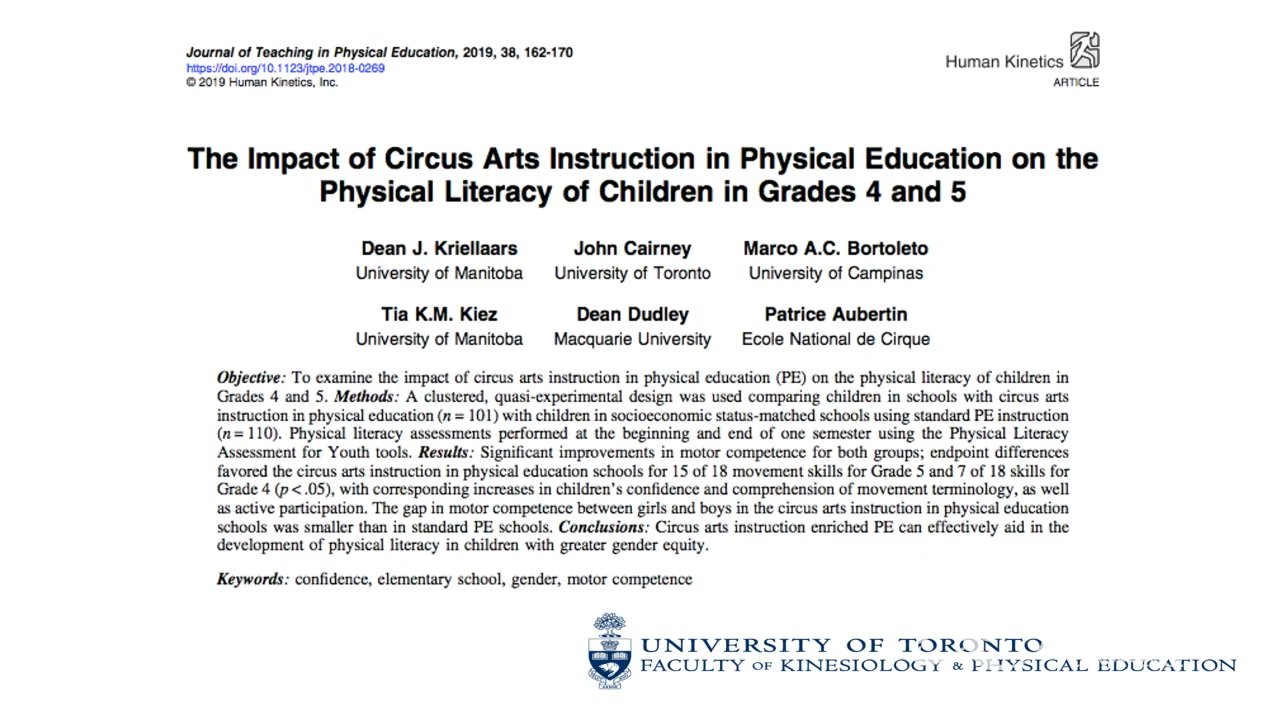 Journal of Teaching in Physical Education, 2019, 38, 162-170
https://doi.org/10.1123/jtpe.2018-0269
© 2019 Human Kinetics, Inc.
Human Kinetics
ARTICLE
The Impact of Circus Arts Instruction in Physical Education on the
Physical Literacy of Children in Grades 4 and 5
Dean J. Kriellaars John Cairney Marco A.C. Bortoleto
University of Manitoba University of Toronto University of Campinas
Tia K.M. Kiez Dean Dudley Patrice Aubertin
University of Manitoba Macquarie University Ecole National de Cirque
Objective: To examine the impact of circus arts instruction in physical education (PE) on the physical literacy of children in
Grades 4 and 5. Methods: A clustered, quasi-experimental design was used comparing children in schools with circus arts
instruction in physical education (n = 101) with children in socioeconomic status-matched schools using standard PE instruction
(n = 110). Physical literacy assessments performed at the beginning and end of one semester using the Physical Literacy
Assessment for Youth tools. Results: Significant improvements in motor competence for both groups; endpoint differences
favored the circus arts instruction in physical education schools for 15 of 18 movement skills for Grade 5 and 7 of 18 skills for
Grade 4 (p < .05), with corresponding increases in children's confidence and comprehension of movement terminology, as well
as active participation. The gap in motor competence between girls and boys in the circus arts instruction in physical education
schools was smaller than in standard PE schools. Conclusions: Circus arts instruction enriched PE can effectively aid in the
development of physical literacy in children with greater gender equity.
Keywords: confidence, elementary school, gender, motor competence
UNIVERSITY OF TORONTO
FACULTY OF KINESIOLOGY & PHYSICAL EDUCATION